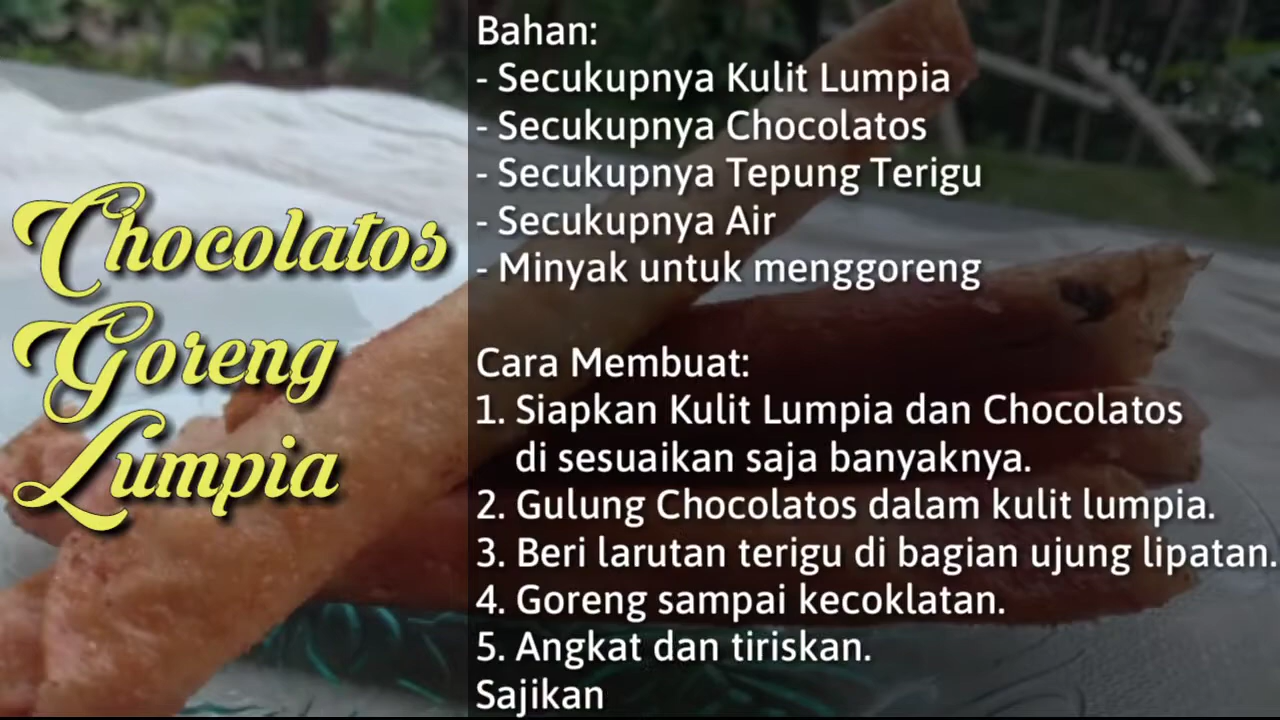 Chocolatos
Goreng
Lumpia
Bahan:
- Secukupnya Kulit Lumpia
- Secukupnya Chocolatos
- Secukupnya Tepung Terigu
- Secukupnya Air
- Minyak untuk menggoreng
Cara Membuat:
1. Siapkan Kulit Lumpia dan Chocolatos
di sesuaikan saja banyaknya.
2. Gulung Chocolatos dalam kulit lumpia.
3. Beri larutan terigu di bagian ujung lipatan.
4. Goreng sampai kecoklatan.
5. Angkat dan tiriskan.
Sajikan